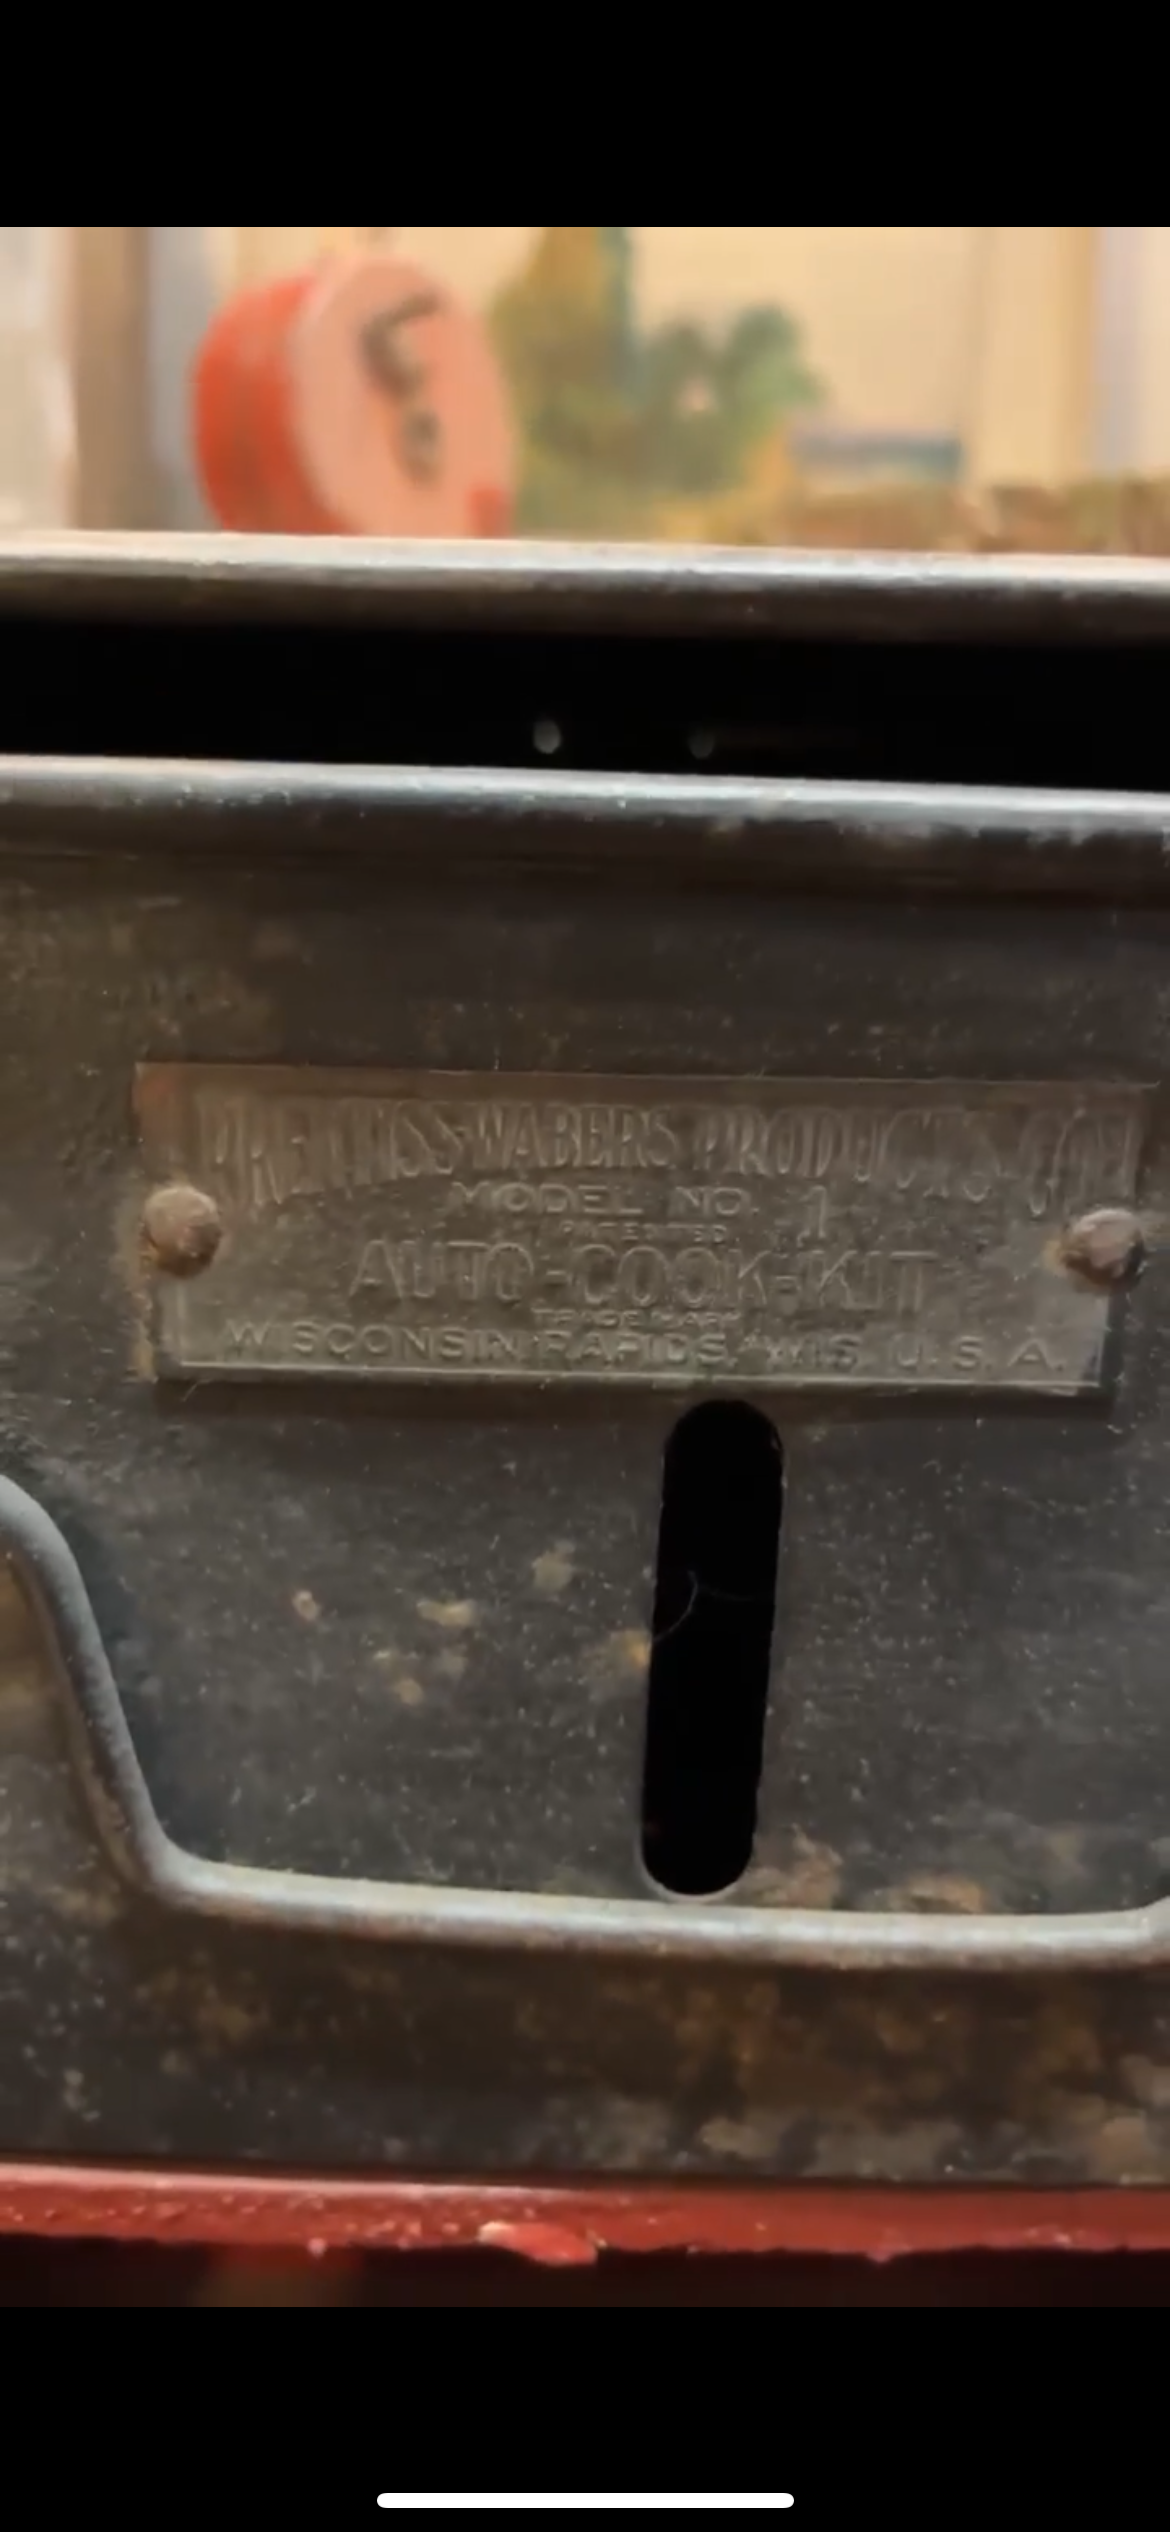 PRENTISS-WABERS PRODUCTS CO.
MODEL NO. 1
PATENTED
AUTO-COOK-KIT
TRADE MARK
WISCONSIN RAPIDS, WIS. U.S.A.